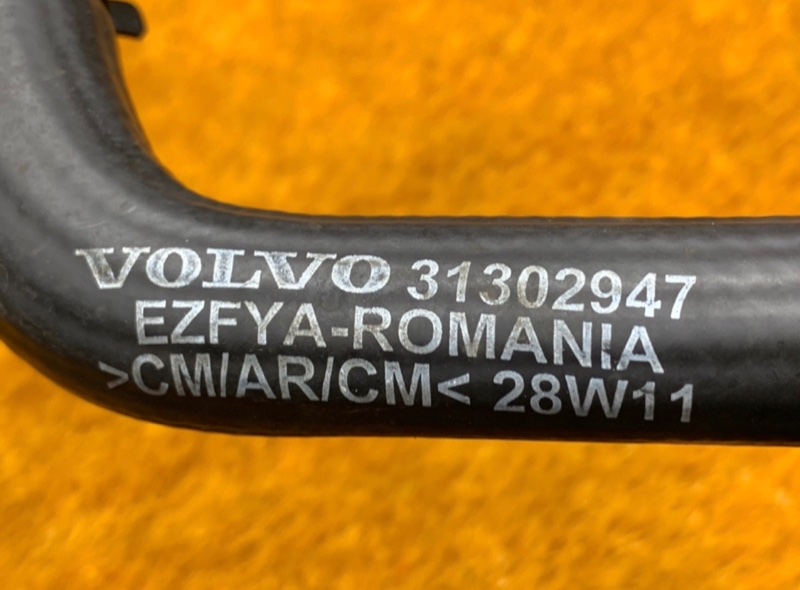 VOLVO 31302947
EZFYA-ROMANIA
>CM/AR/CM< 28W11